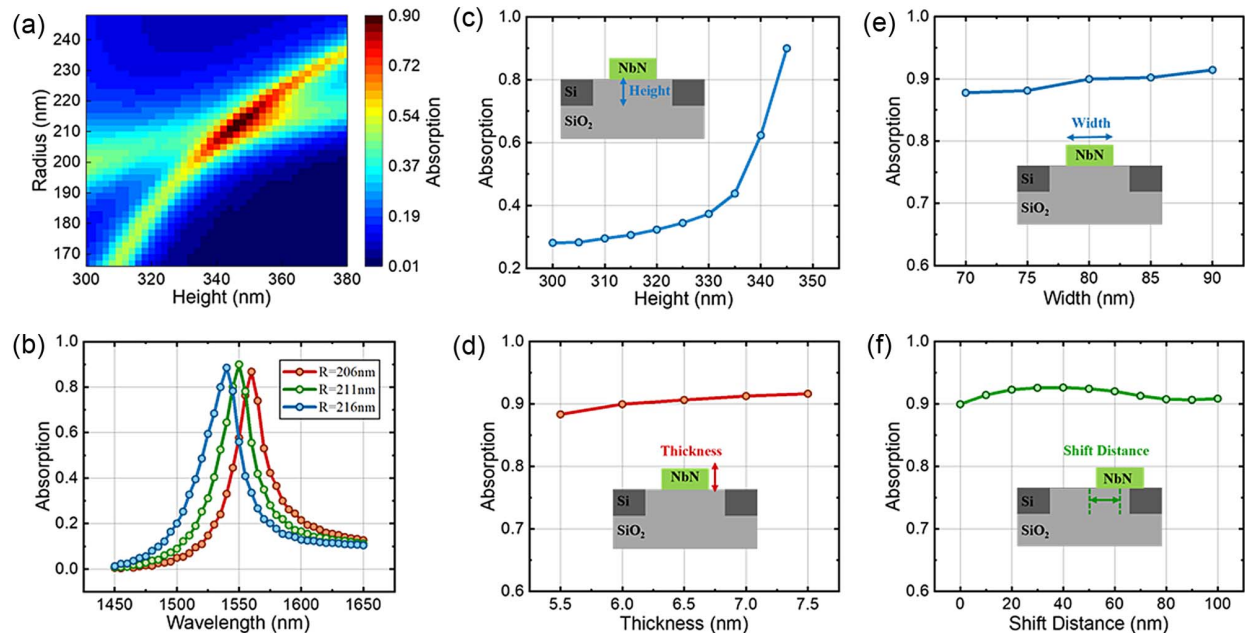 (a)
Radius (nm)
248
238
228
219
209
200
190
178
170
300
320
340
360
380
Height (nm)
0.90
0.72
0.54
0.37
0.19
0.01
Absorption
(c)
Absorption
1.0
0.8
0.6
0.4
0.2
NbN
Si
Height
SiO2
300
310
320
330
340
350
Height (nm)
(e)
Absorption
1.0
0.9
0.8
0.7
0.6
Width
NbN
Si
SiO2
70
75
80
85
90
Width (nm)
(b)
Absorption
1.0
0.8
0.6
0.4
0.2
0.0
R=206nm
R=211nm
R=216nm
1450
1500
1550
1600
1650
Wavelength (nm)
(d)
Absorption
1.0
0.9
0.8
0.7
0.6
Thickness
NbN
Si
SiO2
5.5
6.0
6.5
7.0
7.5
Thickness (nm)
(f)
Absorption
1.0
0.9
0.8
0.7
0.6
Shift Distance
NbN
Si
SiO2
0
20
40
60
80
100
Shift Distance (nm)